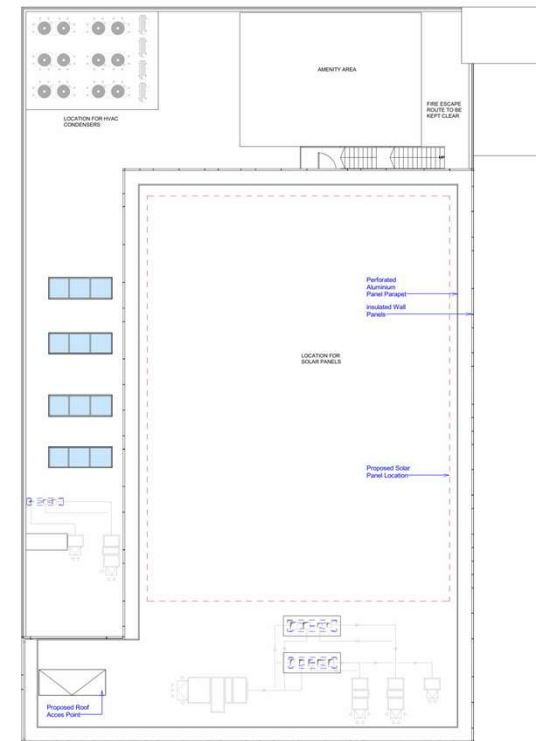 AMENITY AREA
LOCATION FOR HVAC
CONDENSERS
FIRE ESCAPE
ROUTE TO BE
KEPT CLEAR
UP
Perforated
Aluminium
Panel Parapet
insulated Wall
Panels
LOCATION FOR
SOLAR PANELS
Proposed Solar
Panel Location
Proposed Roof
Acces Point